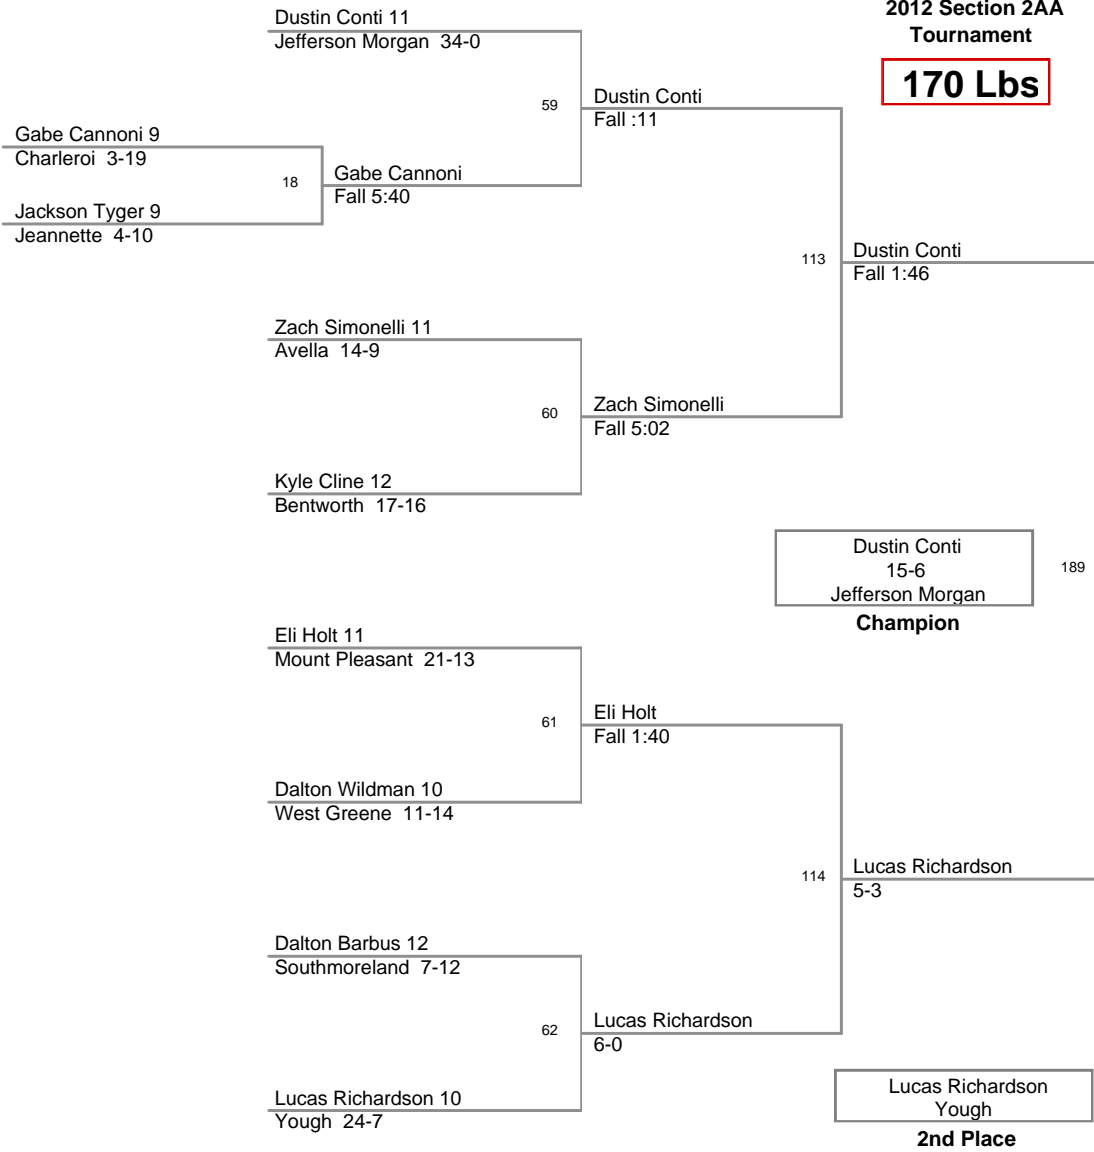 2012 Section 2AA
Tournament
170 Lbs
Dustin Conti 11
Jefferson Morgan 34-0
59
Dustin Conti
Fall :11
Gabe Cannoni 9
Charleroi 3-19
18
Gabe Cannoni
Fall 5:40
Jackson Tyger 9
Jeannette 4-10
113
Dustin Conti
Fall 1:46
Zach Simonelli 11
Avella 14-9
60
Zach Simonelli
Fall 5:02
Kyle Cline 12
Bentworth 17-16
Dustin Conti
15-6
Jefferson Morgan
189
Champion
Eli Holt 11
Mount Pleasant 21-13
61
Eli Holt
Fall 1:40
Dalton Wildman 10
West Greene 11-14
114
Lucas Richardson
5-3
Dalton Barbus 12
Southmoreland 7-12
62
Lucas Richardson
6-0
Lucas Richardson 10
Yough 24-7
Lucas Richardson
Yough
2nd Place